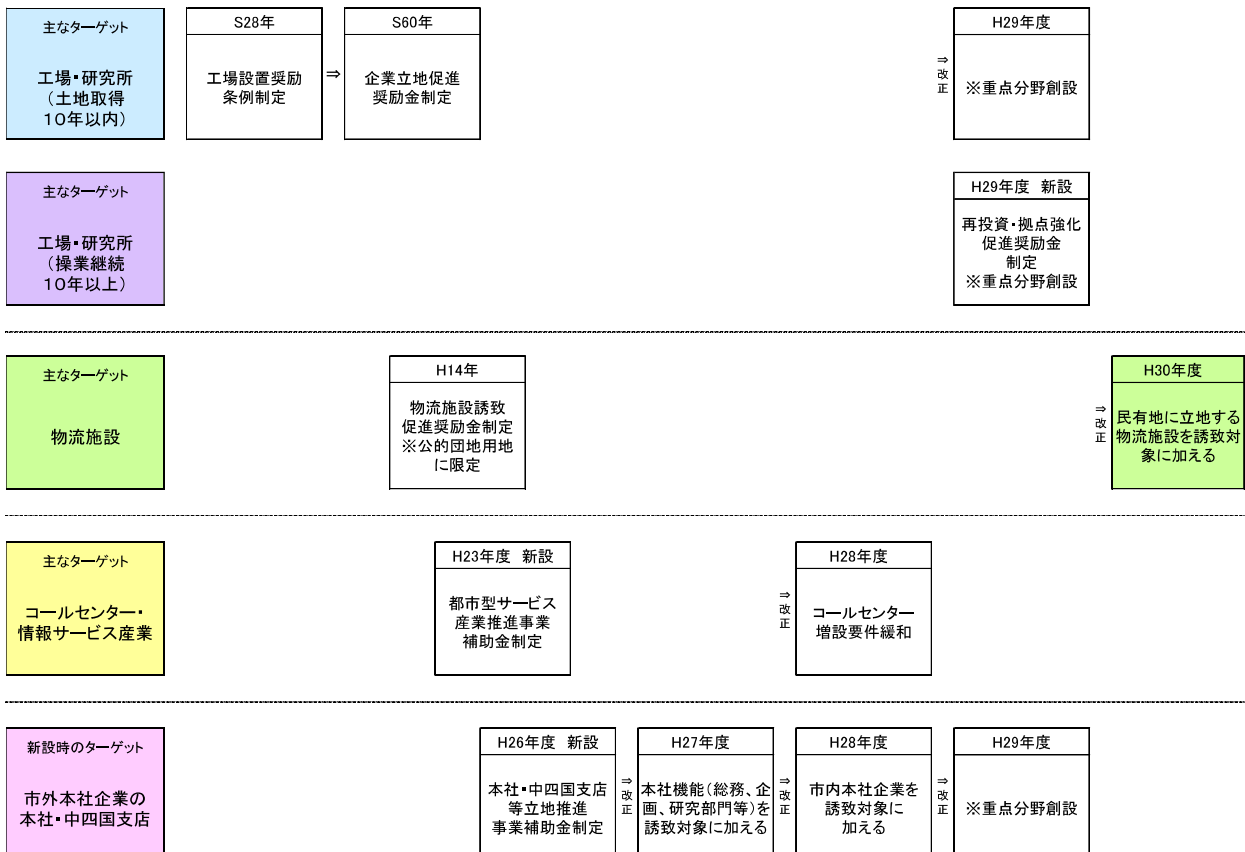 主なターゲット
工場・研究所
(土地取得
10年以内)
S28年
工場設置奨励
条例制定
⇒
S60年
企業立地促進
奨励金制定
⇒
改
正
H29年度
※重点分野創設
主なターゲット
工場・研究所
(操業継続
10年以上)
H29年度 新設
再投資・拠点強化
促進奨励金
制定
※重点分野創設
主なターゲット
物流施設
H14年
物流施設誘致
促進奨励金制定
※公的団地用地
に限定
⇒
改
正
H30年度
民有地に立地する
物流施設を誘致対
象に加える
主なターゲット
コールセンター・
情報サービス産業
H23年度 新設
都市型サービス
産業推進事業
補助金制定
⇒
改
正
H28年度
コールセンター
増設要件緩和
新設時のターゲット
市外本社企業の
本社・中四国支店
H26年度 新設
本社・中四国支店
等立地推進
事業補助金制定
⇒
改
正
H27年度
本社機能(総務、企
画、研究部門等)を
誘致対象に加える
⇒
改
正
H28年度
市内本社企業を
誘致対象に
加える
⇒
改
正
H29年度
※重点分野創設